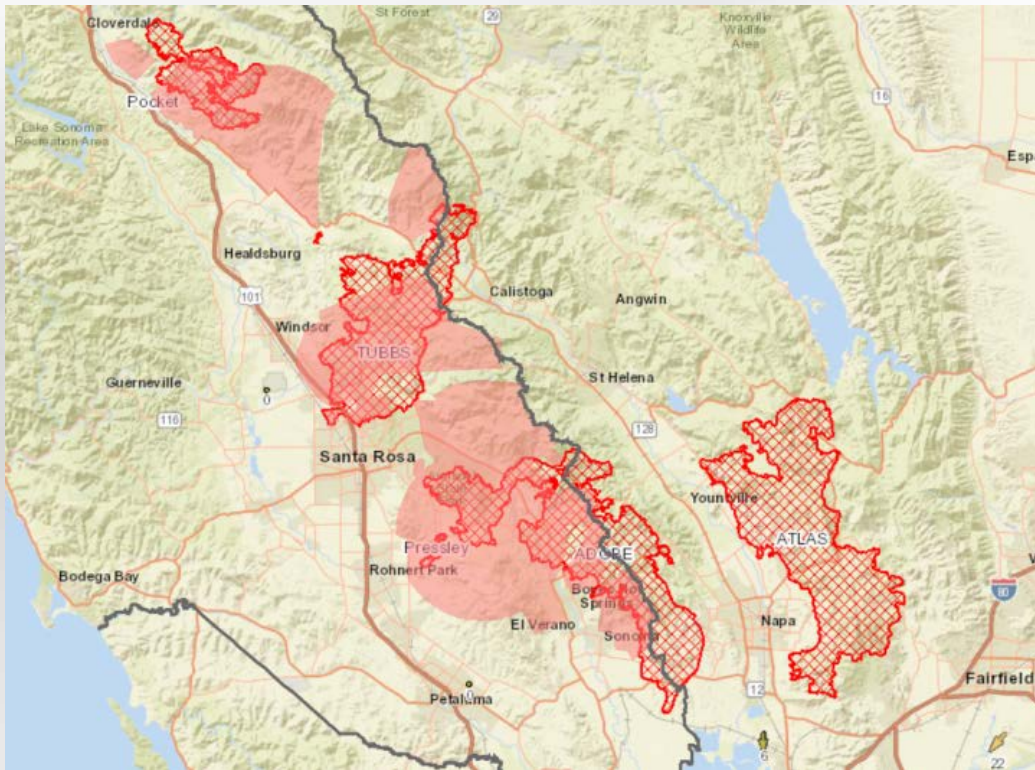 Cloverdale
St Forest
29
Knoxville
Wildlife
Area
16
Pocket
Lake Sonoma
Recreation Area
Healdsburg
101
Calistoga
Angwin
Windsor
TUBBS
Guerneville
St Helena
0
116
128
Santa Rosa
Yountville
ATLAS
Pressley
ADOBE
Rohnert Park
Bodega Bay
80
Springs
El Verano
Sonoma
Napa
Fairfield
0
Petaluma
12
6
22